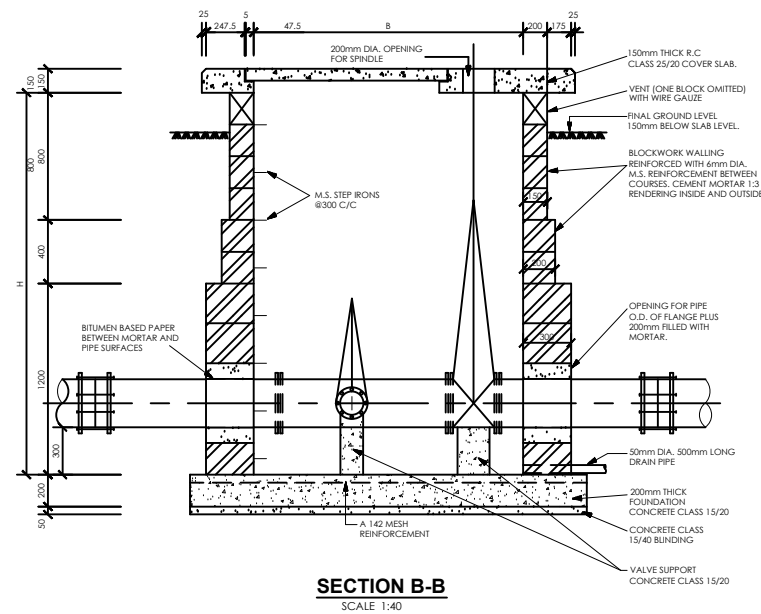 25
247.5
5
47.5
B
200
175
25
200mm DIA. OPENING
FOR SPINDLE
150mm THICK R.C
CLASS 25/20 COVER SLAB.
150
150
VENT (ONE BLOCK OMITTED)
WITH WIRE GAUZE
FINAL GROUND LEVEL
150mm BELOW SLAB LEVEL.
800
800
BLOCKWORK WALLING
REINFORCED WITH 6mm DIA.
M.S. REINFORCEMENT BETWEEN
COURSES. CEMENT MORTAR 1:3
RENDERING INSIDE AND OUTSIDE
M.S. STEP IRONS
@300 C/C
150
400
H
200
BITUMEN BASED PAPER
BETWEEN MORTAR AND
PIPE SURFACES
OPENING FOR PIPE
O.D. OF FLANGE PLUS
200mm FILLED WITH
MORTAR.
300
1200
300
50mm DIA. 500mm LONG
DRAIN PIPE
200
50
200mm THICK
FOUNDATION
CONCRETE CLASS 15/20
A 142 MESH
REINFORCEMENT
CONCRETE CLASS
15/40 BLINDING
VALVE SUPPORT
CONCRETE CLASS 15/20
SECTION B-B
SCALE 1:40